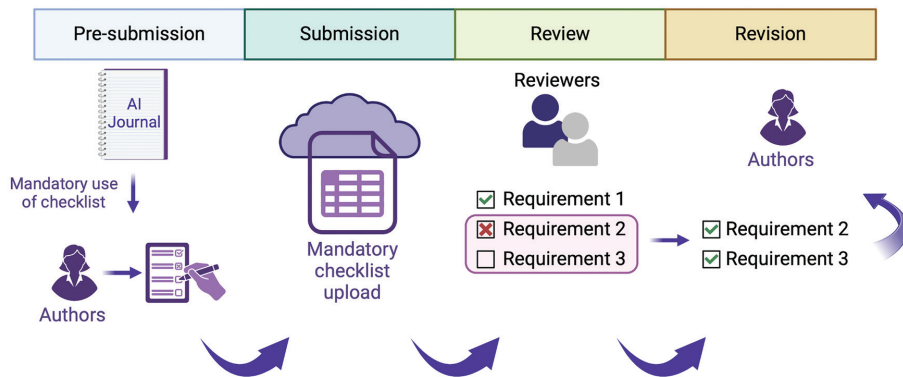 Pre-submission
Submission
Review
Revision
AI
Journal
Mandatory use
of checklist
Authors
Mandatory
checklist
upload
Reviewers
Requirement 1
Requirement 2
Requirement 3
Authors
Requirement 2
Requirement 3